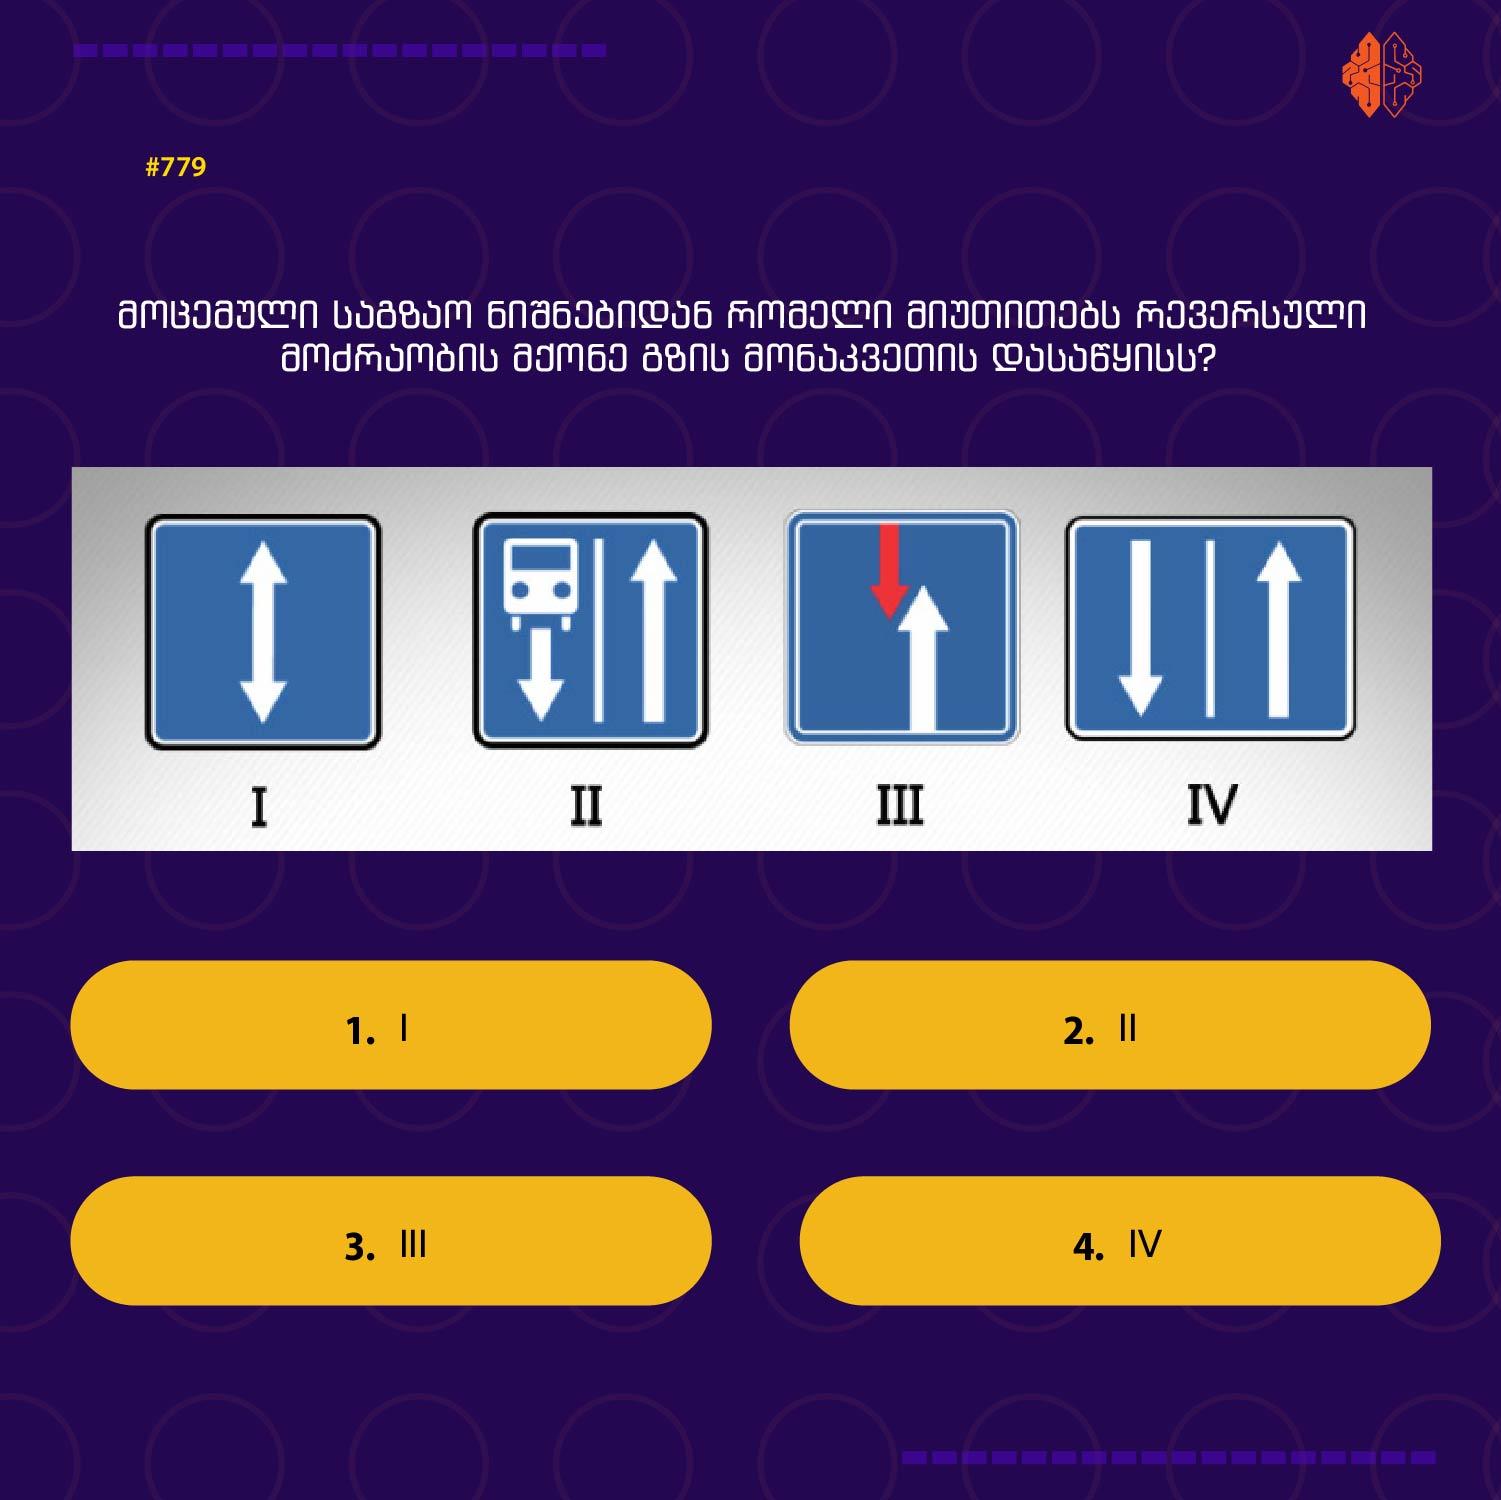 #779
მოცემული საგზაო ნიშნებიდან რომელი მიუთითებს რევერსული
მოძრაობის მქონე გზის მონაკვეთის დასაწყისს?
I II III IV
1. I
2. II
3. III
4. IV